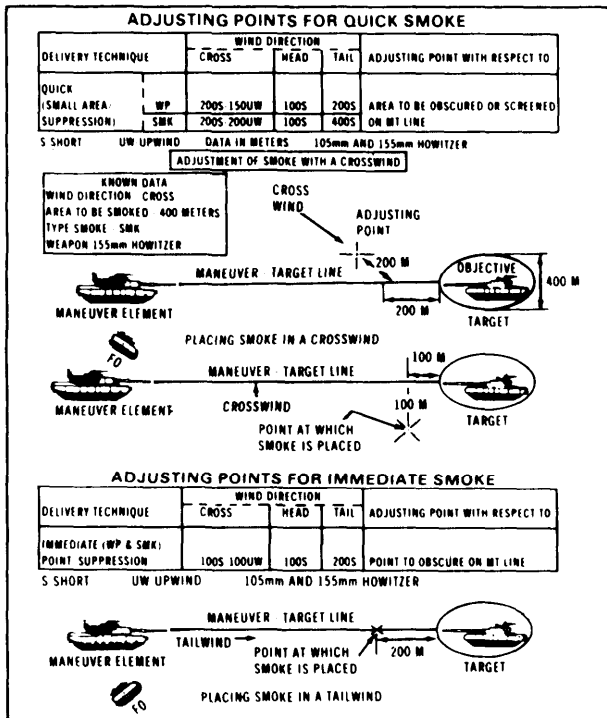 ADJUSTING POINTS FOR QUICK SMOKE
WIND DIRECTION
DELIVERY TECHNIQUE CROSS HEAD TAIL ADJUSTING POINT WITH RESPECT TO
QUICK
(SMALL AREA/ WP 200S-150UW 100S 200S AREA TO BE OBSCURED OR SCREENED
SUPPRESSION) SMK 200S-200UW 100S 400S ON MT LINE
S SHORT UW UPWIND DATA IN METERS 105mm AND 155mm HOWITZER
ADJUSTMENT OF SMOKE WITH A CROSSWIND
KNOWN DATA
WIND DIRECTION CROSS
AREA TO BE SMOKED 400 METERS
TYPE SMOKE - SMK
WEAPON 155mm HOWITZER
CROSS
WIND
ADJUSTING
POINT
200 M
OBJECTIVE
MANEUVER - TARGET LINE
400 M
200 M
MANEUVER ELEMENT
TARGET
FO
PLACING SMOKE IN A CROSSWIND
100 M
MANEUVER - TARGET LINE
MANEUVER ELEMENT
CROSSWIND
100 M
POINT AT WHICH
SMOKE IS PLACED
TARGET
ADJUSTING POINTS FOR IMMEDIATE SMOKE
WIND DIRECTION
DELIVERY TECHNIQUE CROSS HEAD TAIL ADJUSTING POINT WITH RESPECT TO
IMMEDIATE (WP & SMK)
POINT SUPPRESSION 100S 100UW 100S 200S POINT TO OBSCURE ON MT LINE
S SHORT UW UPWIND 105mm AND 155mm HOWITZER
MANEUVER - TARGET LINE
TAILWIND
MANEUVER ELEMENT
POINT AT WHICH
SMOKE IS PLACED
200 M
TARGET
FO
PLACING SMOKE IN A TAILWIND